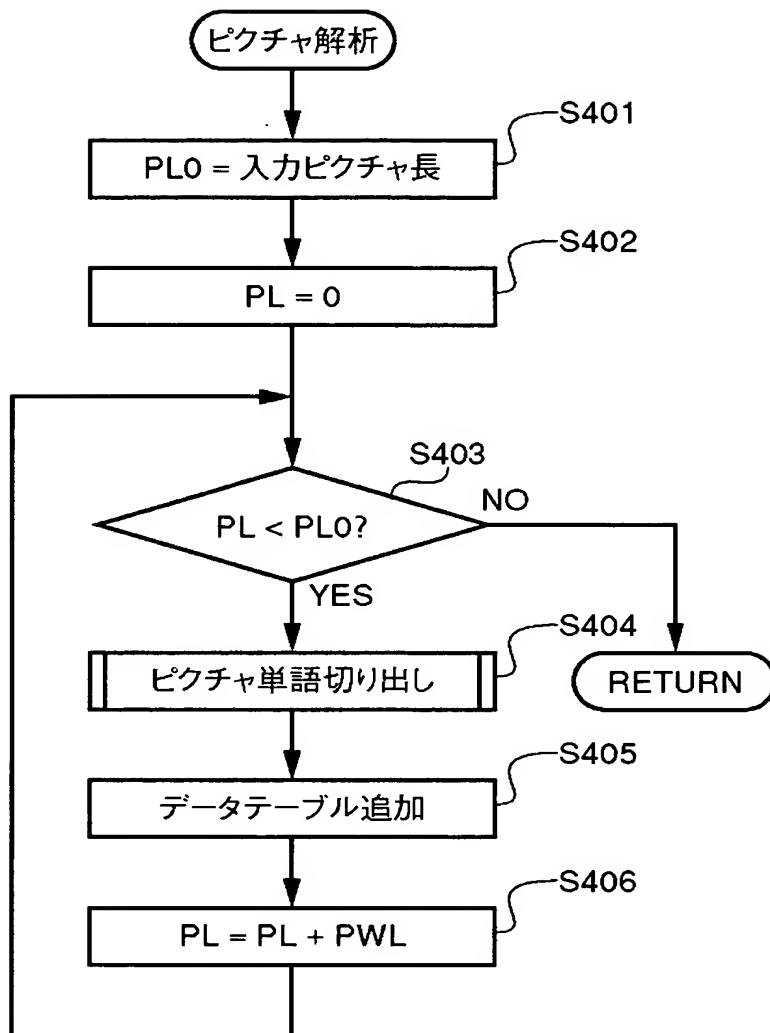 ピクチャ解析
S401
PL0 = 入力ピクチャ長
S402
PL = 0
S403
PL < PL0?
NO
YES
S404
ピクチャ単語切り出し
RETURN
S405
データテーブル追加
S406
PL = PL + PWL